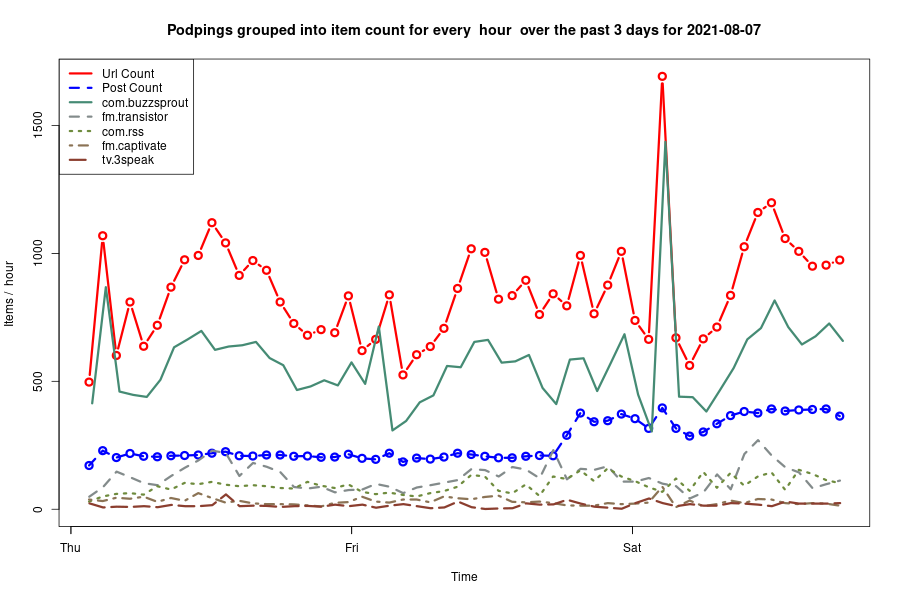 Podpings grouped into item count for every  hour  over the past 3 days for 2021-08-07
Url Count
Post Count
com.buzzsprout
fm.transistor
com.rss
fm.captivate
tv.3speak
Items /  hour
1500
1000
500
0
Thu
Fri
Sat
Time